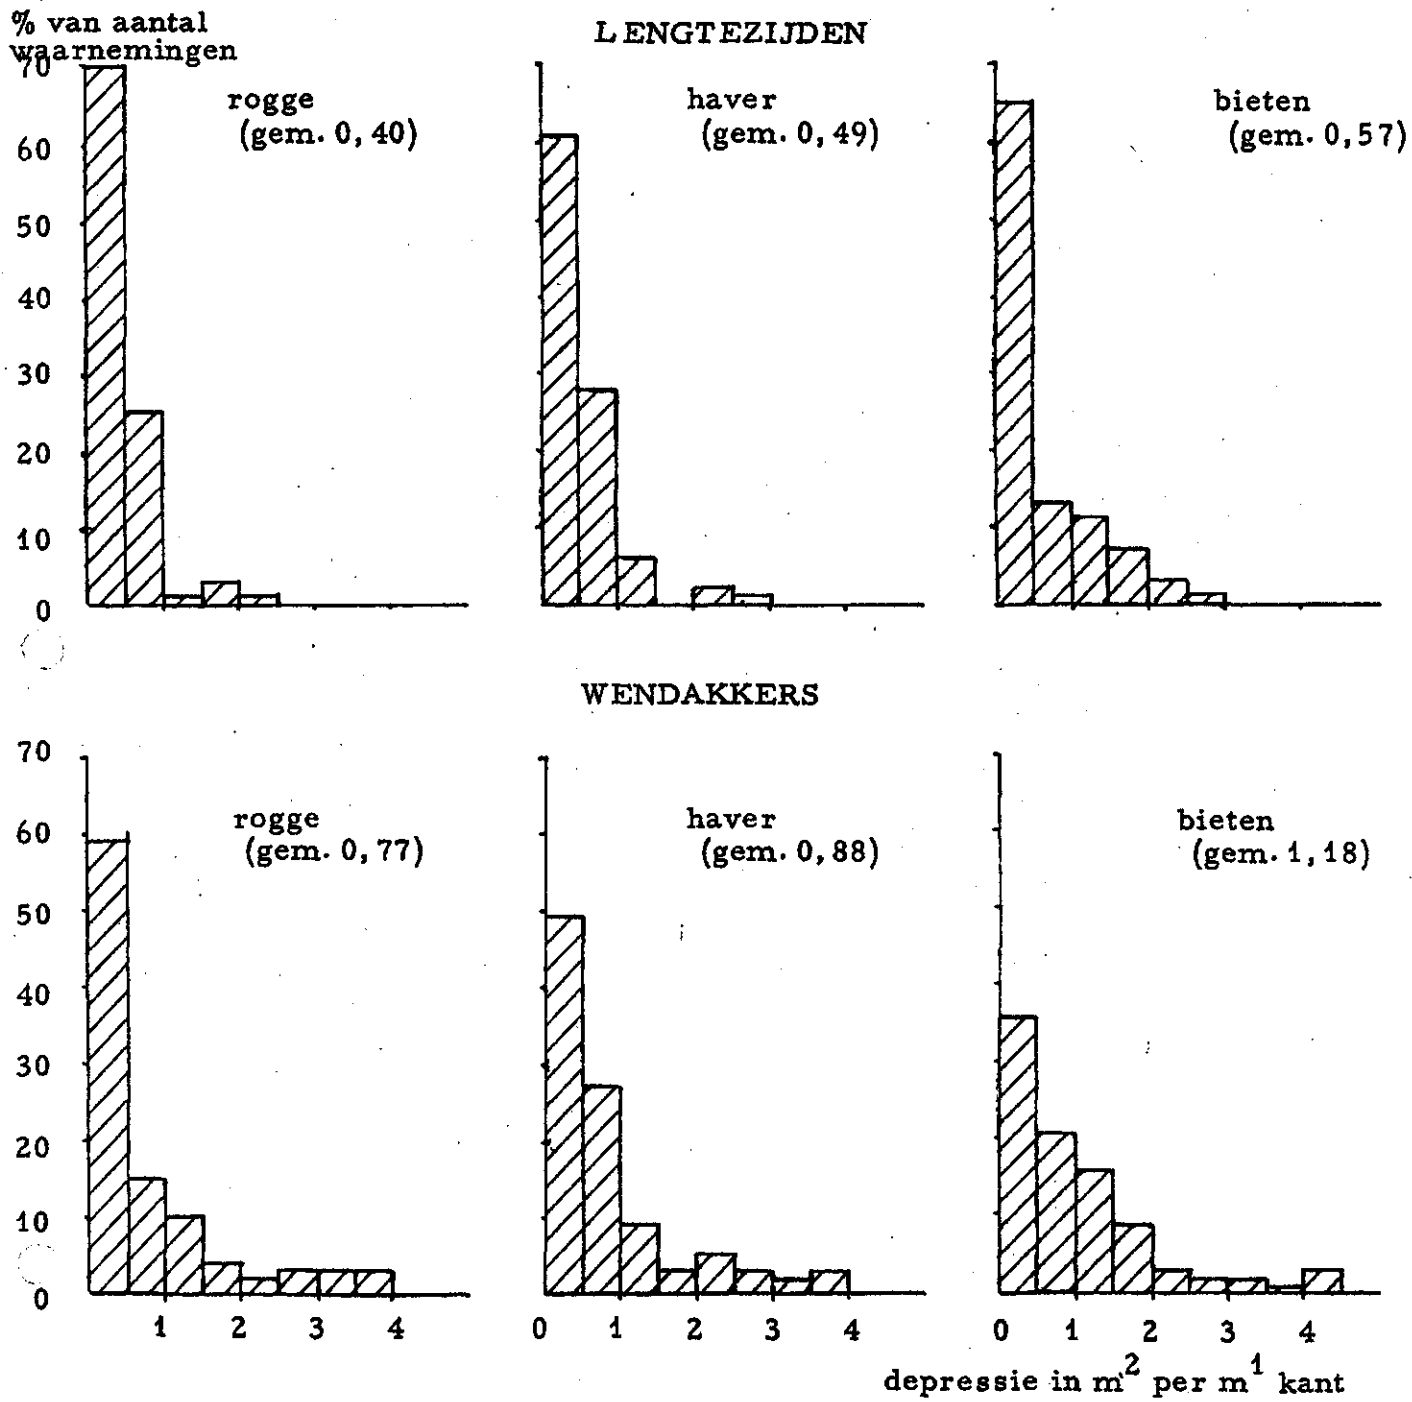 % van aantal
waarnemingen
LENGTEZIJDEN
70
60
50
40
30
20
10
0
rogge
(gem. 0,40)
haver
(gem. 0,49)
bieten
(gem. 0,57)
WENDAKKERS
70
60
50
40
30
20
10
0
rogge
(gem. 0,77)
haver
(gem. 0,88)
bieten
(gem. 1,18)
1 2 3 4
0 1 2 3 4
0 1 2 3 4
depressie in m² per m¹ kant